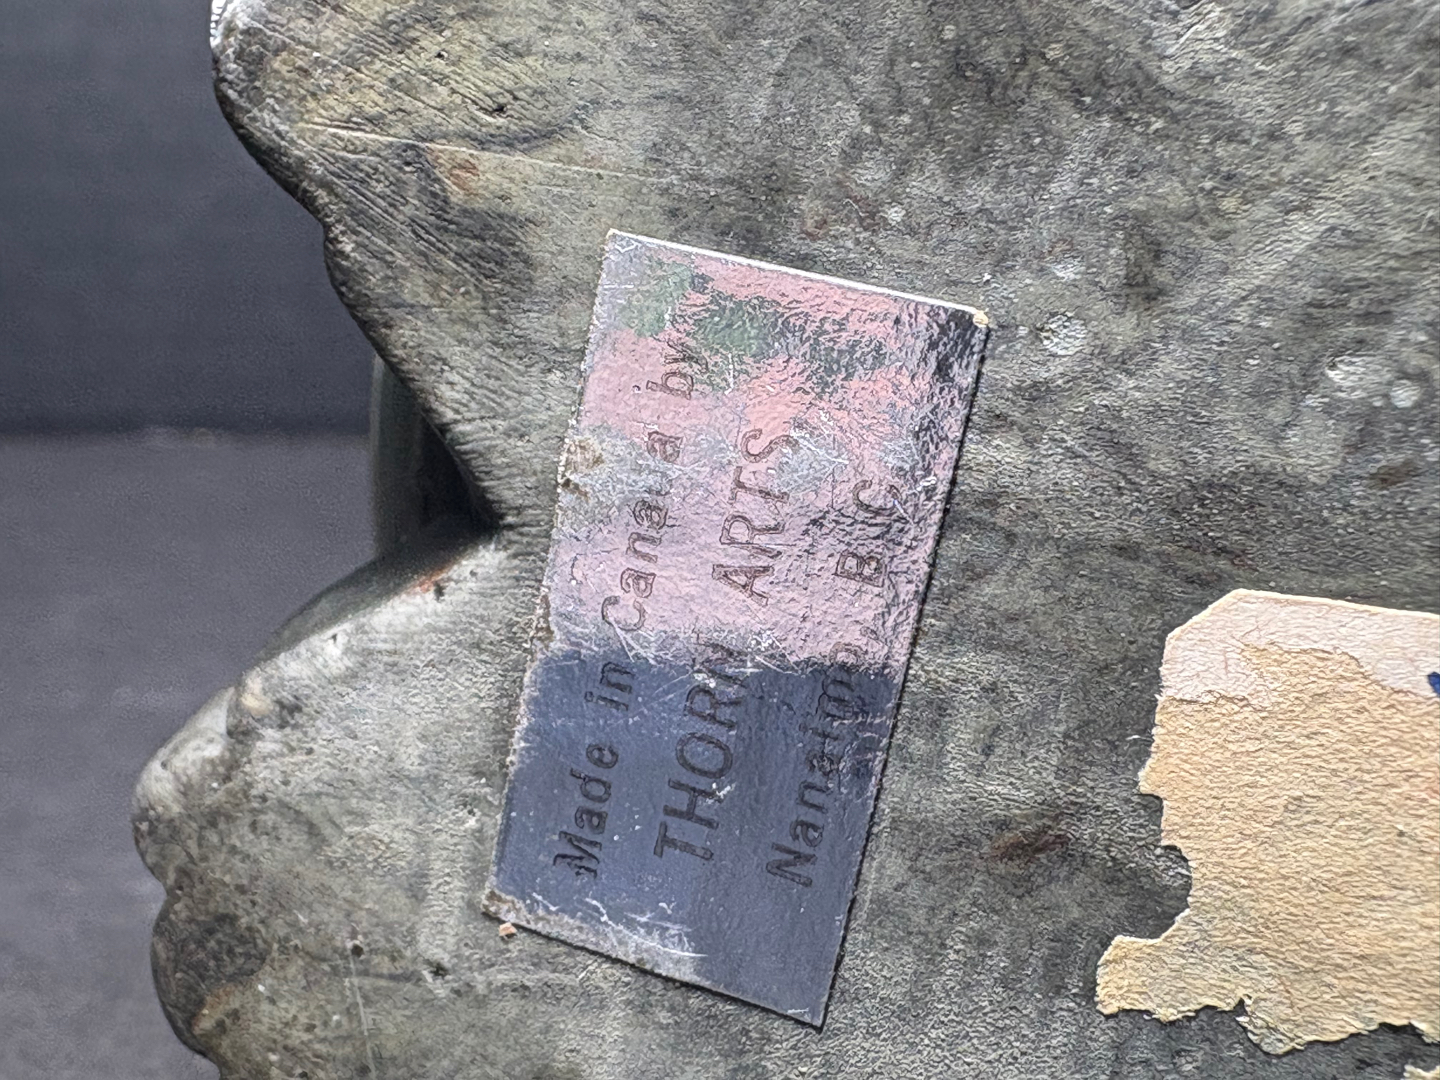 Made in Canada by
THORN ARTS
Nanaimo, B.C.